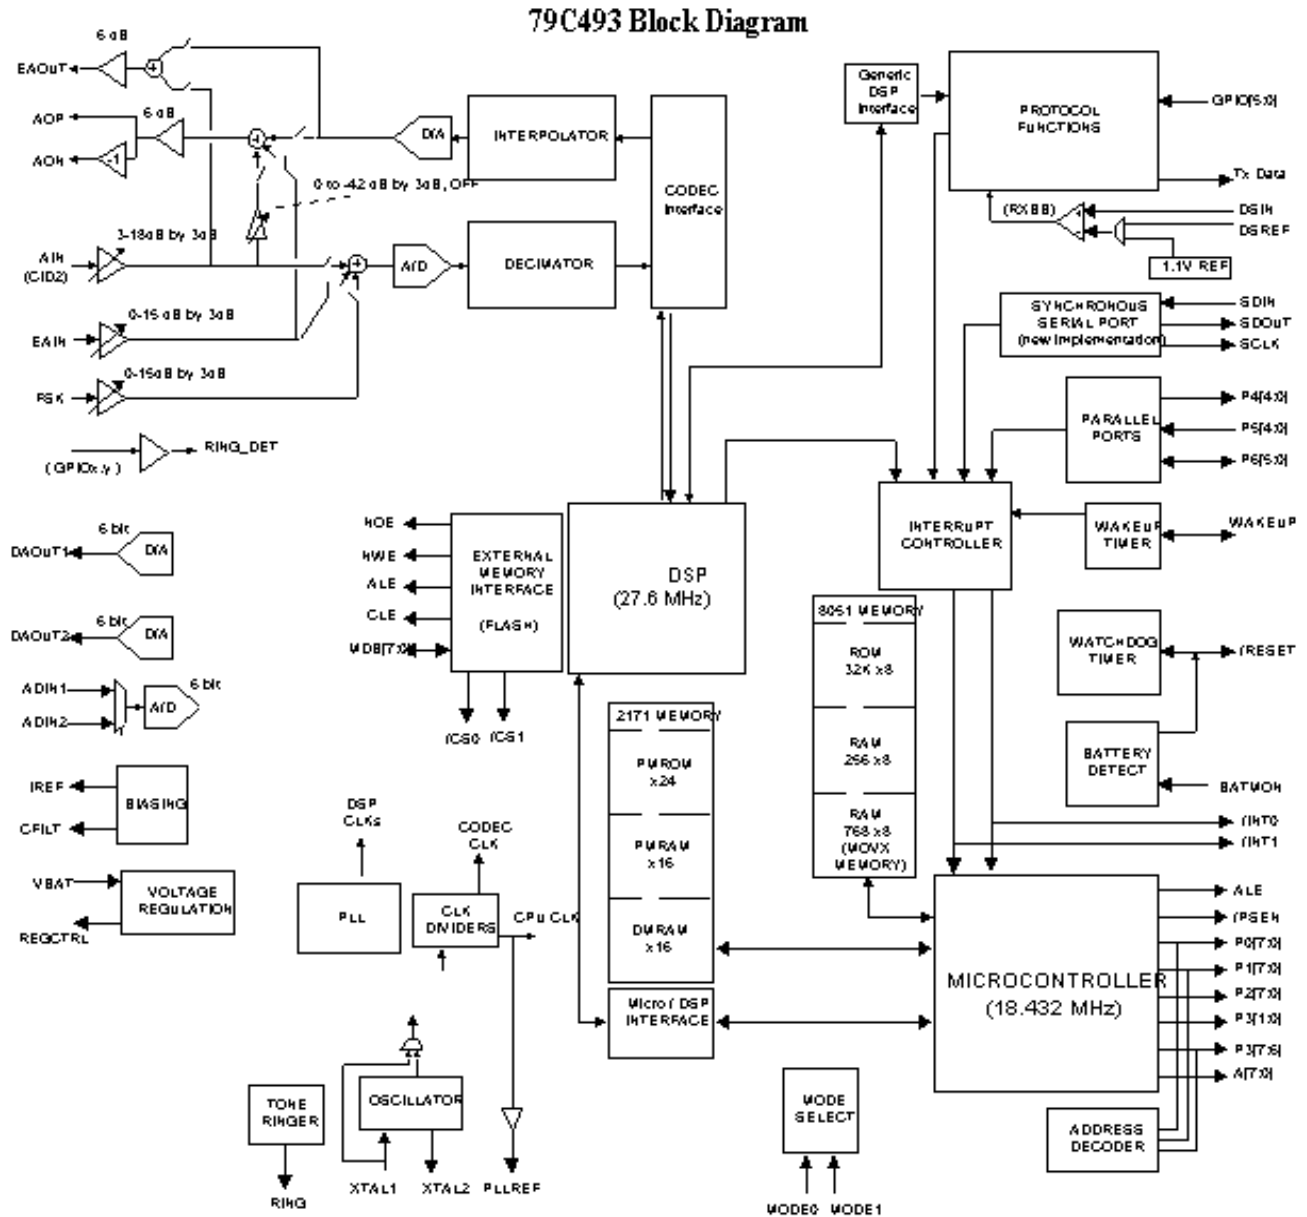 79C493 Block Diagram
6 dB
EAOUT
AOP
6 dB
AON
-1
D/A
INTERPOLATOR
CODEC
Interface
0 to -42 dB by 3dB, OFF
3-18dB by 3dB
AIN
(CID2)
A/D
DECIMATOR
0-15 dB by 3dB
EAIN
0-15dB by 3dB
FSK
(GPIOx.y)
RING_DET
Generic
DSP
Interface
PROTOCOL
FUNCTIONS
GPIO[5:0]
Tx Data
(RXBB)
DSIN
DSREF
1.1V REF
SYNCHRONOUS
SERIAL PORT
(new implementation)
SDIN
SDOUT
SCLK
PARALLEL
PORTS
P4[4:0]
P5[4:0]
P6[5:0]
INTERRUPT
CONTROLLER
WAKEUP
TIMER
WAKEUP
6 bit
DAOUT1
D/A
6 bit
DAOUT2
D/A
ADIN1
ADIN2
6 bit
A/D
NOE
NWE
ALE
CLE
MDB[7:0]
EXTERNAL
MEMORY
INTERFACE
(FLASH)
/CS0
/CS1
DSP
(27.6 MHz)
8051 MEMORY
ROM
32K x8
RAM
256 x8
RAM
768 x8
(MOVX
MEMORY)
WATCHDOG
TIMER
/RESET
BATTERY
DETECT
BATMON
/INT0
/INT1
2171 MEMORY
PMROM
x24
PMRAM
x16
DMRAM
x16
Micro / DSP
INTERFACE
IREF
CFILT
BIASING
VBAT
REGCTRL
VOLTAGE
REGULATION
DSP
CLKs
PLL
CODEC
CLK
CLK
DIVIDERS
CPU CLK
MICROCONTROLLER
(18.432 MHz)
ALE
/PSEN
P0[7:0]
P1[7:0]
P2[7:0]
P3[1:0]
P3[7:6]
A[7:0]
TONE
RINGER
RING
OSCILLATOR
XTAL1
XTAL2
PLLREF
MODE
SELECT
MODE0
MODE1
ADDRESS
DECODER